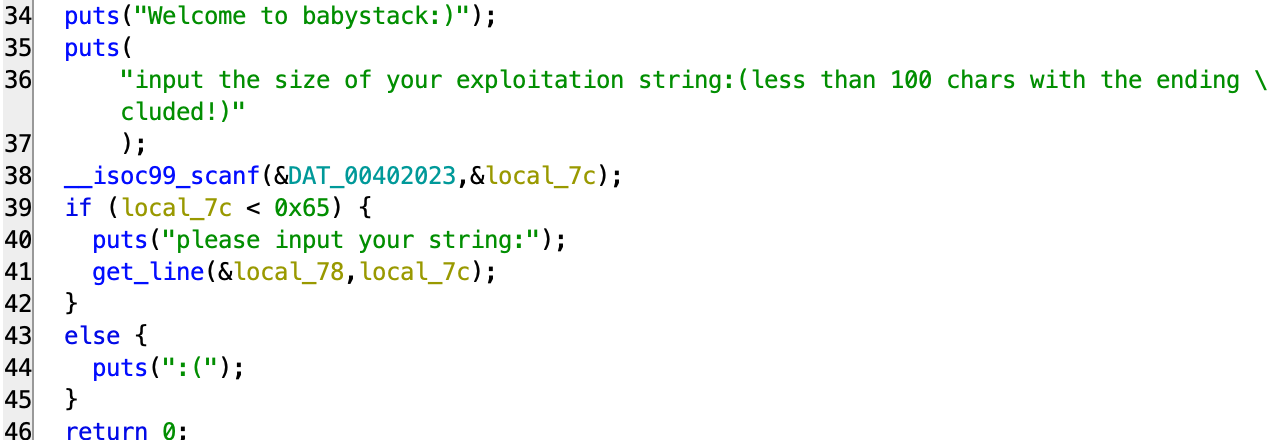 34 puts("Welcome to babystack:)");
35 puts(
36 "input the size of your exploitation string:(less than 100 chars with the ending \
cluded!)"
37 );
38 __isoc99_scanf(&DAT_00402023,&local_7c);
39 if (local_7c < 0x65) {
40 puts("please input your string:");
41 get_line(&local_78,local_7c);
42 }
43 else {
44 puts(":(");
45 }
46 return 0;